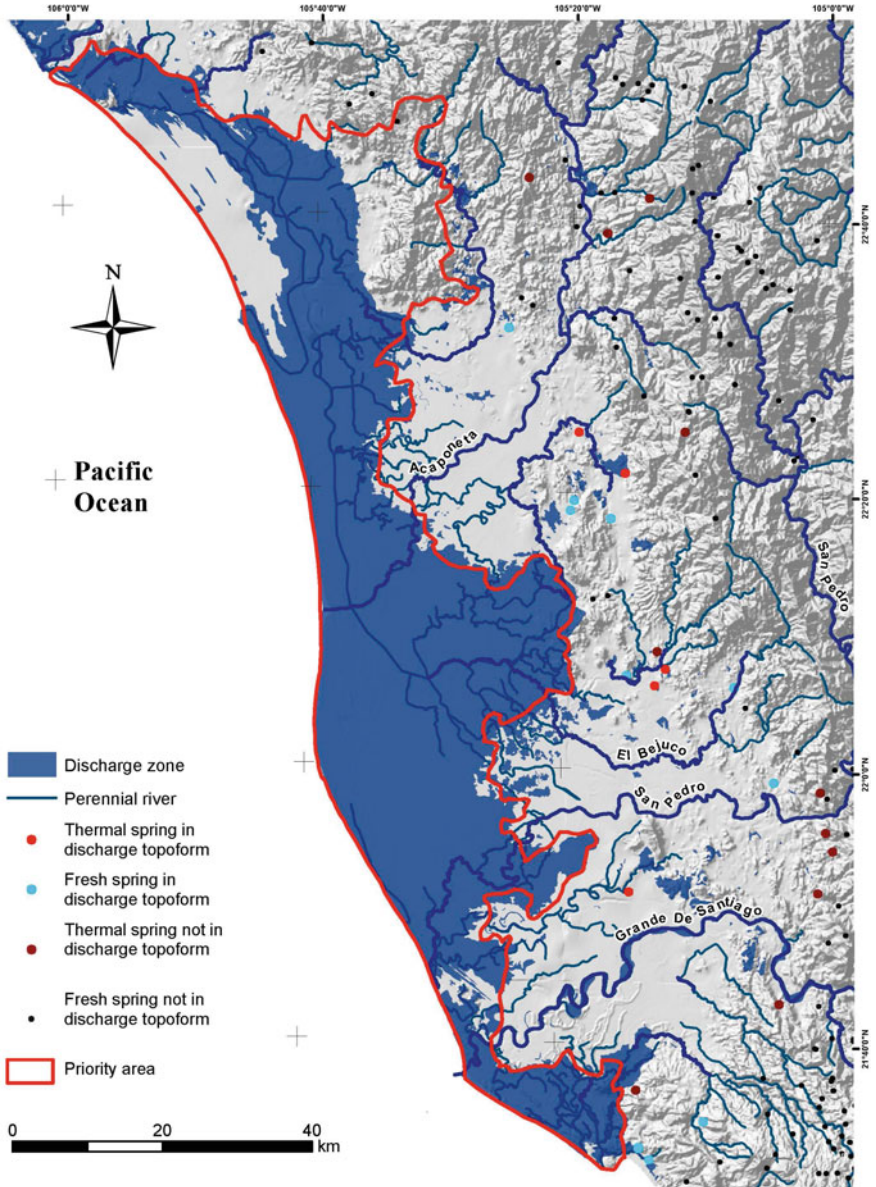 106°0'0"W
105°40'0"W
105°20'0"W
105°0'0"W
22°40'0"N
N
Acaponeta
Pacific
Ocean
22°20'0"N
San Pedro
El Bejuco
22°0'0"N
San Pedro
Discharge zone
Perennial river
Thermal spring in
discharge topoform
Fresh spring in
discharge topoform
Grande De Santiago
Thermal spring not in
discharge topoform
Fresh spring not in
discharge topoform
21°40'0"N
Priority area
0 20 40
km